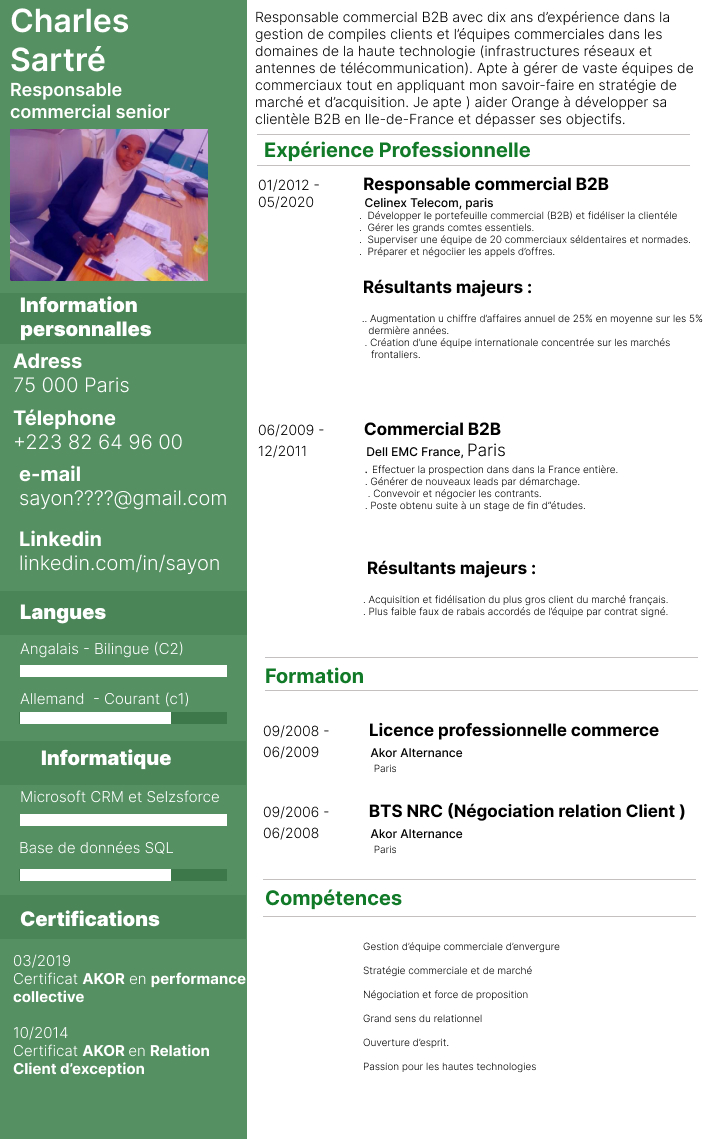 Charles
Sartré
Responsable
commercial senior
Information
personnalles
Adress
75 000 Paris
Télephone
+223 82 64 96 00
e-mail
sayon????@gmail.com
Linkedin
linkedin.com/in/sayon
Langues
Angalais - Bilingue (C2)
Allemand - Courant (c1)
Informatique
Microsoft CRM et Selzsforce
Base de données SQL
Certifications
03/2019
Certificat AKOR en performance
collective
10/2014
Certificat AKOR en Relation
Client d’exception
Responsable commercial B2B avec dix ans d’expérience dans la
gestion de compiles clients et l’équipes commerciales dans les
domaines de la haute technologie (infrastructures réseaux et
antennes de télécommunication). Apte à gérer de vaste équipes de
commerciaux tout en appliquant mon savoir-faire en stratégie de
marché et d’acquisition. Je apte ) aider Orange à développer sa
clientèle B2B en Ile-de-France et dépasser ses objectifs.
Expérience Professionnelle
01/2012 -
05/2020
Responsable commercial B2B
Celinex Telecom, paris
. Développer le portefeuille commercial (B2B) et fidéliser la clientéle
. Gérer les grands comtes essentiels.
. Superviser une équipe de 20 commerciaux séldentaires et normades.
. Préparer et négociier les appels d’offres.
Résultants majeurs :
.. Augmentation u chiffre d’affaires annuel de 25% en moyenne sur les 5%
dermière années.
. Création d’une équipe internationale concentrée sur les marchés
frontaliers.
06/2009 -
12/2011
Commercial B2B
Dell EMC France, Paris
. Effectuer la prospection dans dans la France entière.
. Générer de nouveaux leads par démarchage.
. Convevoir et négocier les contrants.
. Poste obtenu suite à un stage de fin d”études.
Résultants majeurs :
. Acquisition et fidélisation du plus gros client du marché français.
. Plus faible faux de rabais accordés de l’équipe par contrat signé.
Formation
09/2008 -
06/2009
Licence professionnelle commerce
Akor Alternance
Paris
09/2006 -
06/2008
BTS NRC (Négociation relation Client )
Akor Alternance
Paris
Compétences
Gestion d’équipe commerciale d’envergure
Stratégie commerciale et de marché
Négociation et force de proposition
Grand sens du relationnel
Ouverture d’esprit.
Passion pour les hautes technologies